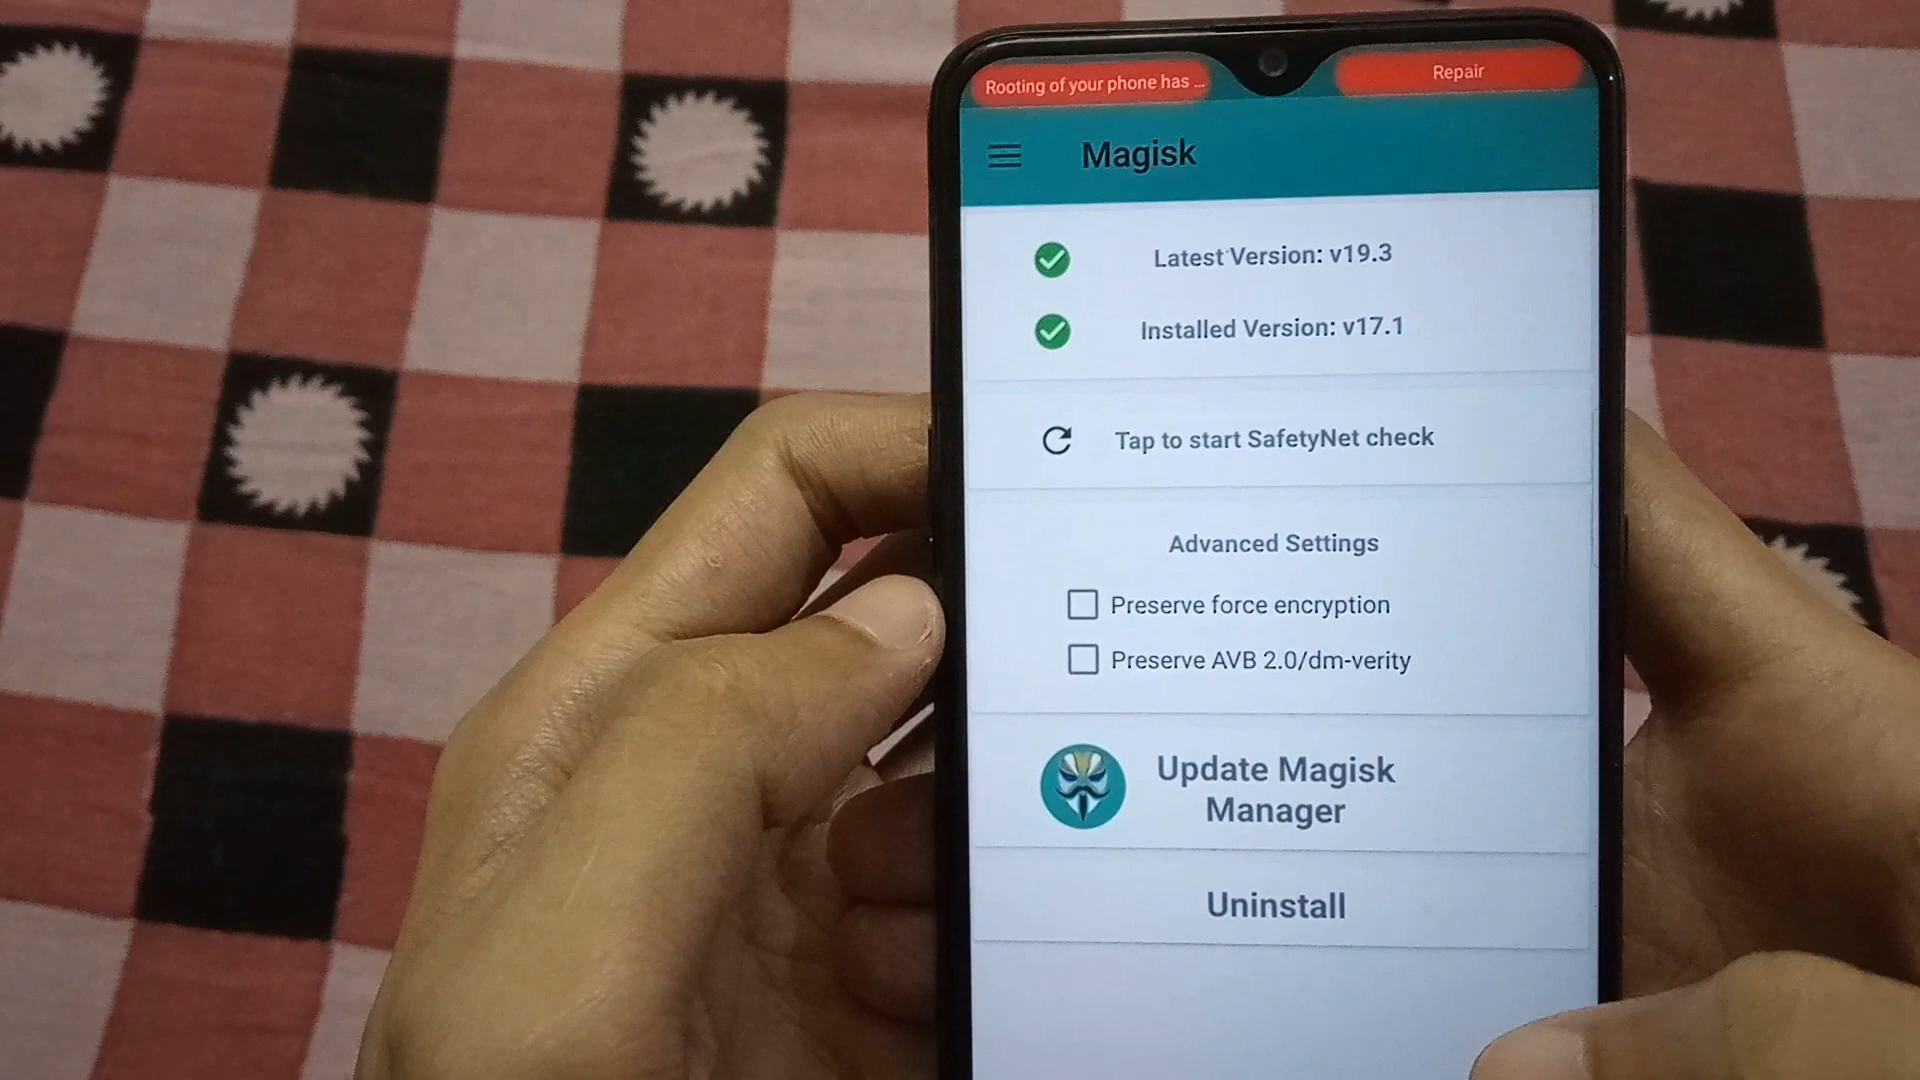 Rooting of your phone has ...
Repair
Magisk
Latest Version: v19.3
Installed Version: v17.1
Tap to start SafetyNet check
Advanced Settings
Preserve force encryption
Preserve AVB 2.0/dm-verity
Update Magisk
Manager
Uninstall